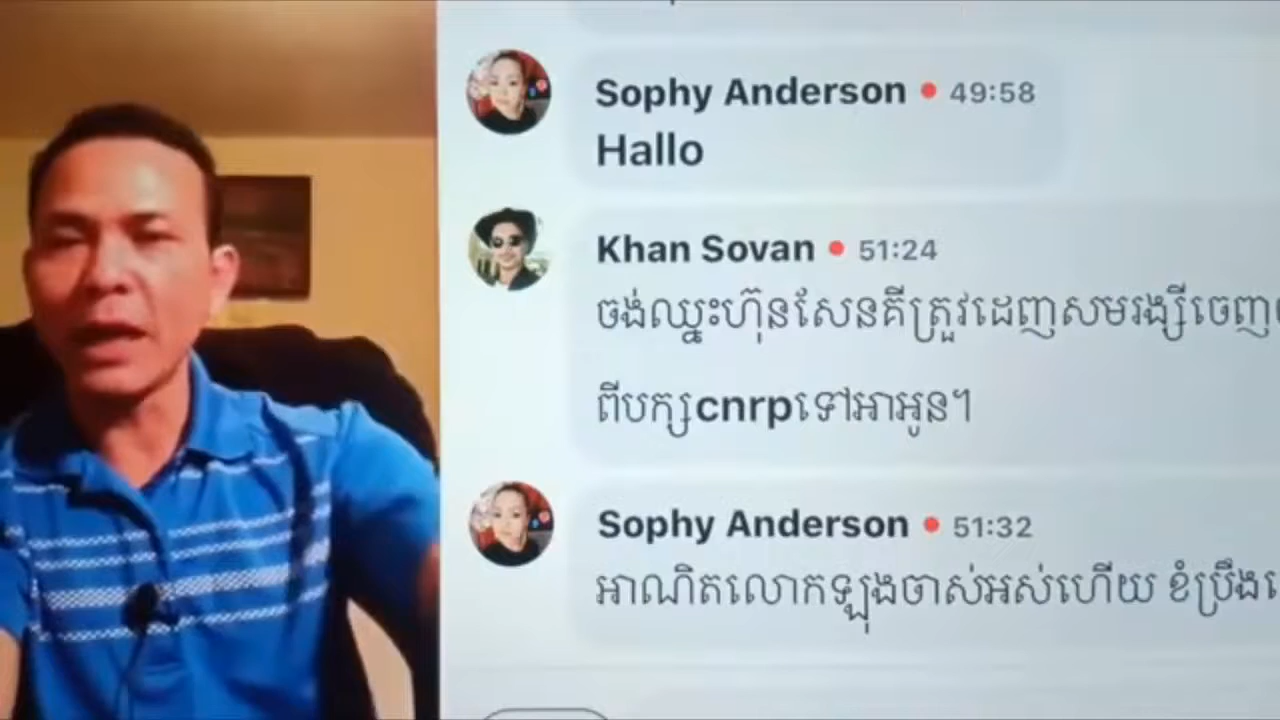 Sophy Anderson • 49:58
Hallo
Khan Sovan • 51:24
ចង់ឈ្នះហ៊ុនសែនគឺត្រូវដេញសមរង្ស៊ីចេញ
ពីបក្សcnrpទៅអាអូន។
Sophy Anderson • 51:32
អាណិតលោកឡុងចាស់អស់ហើយ ខំប្រឹង